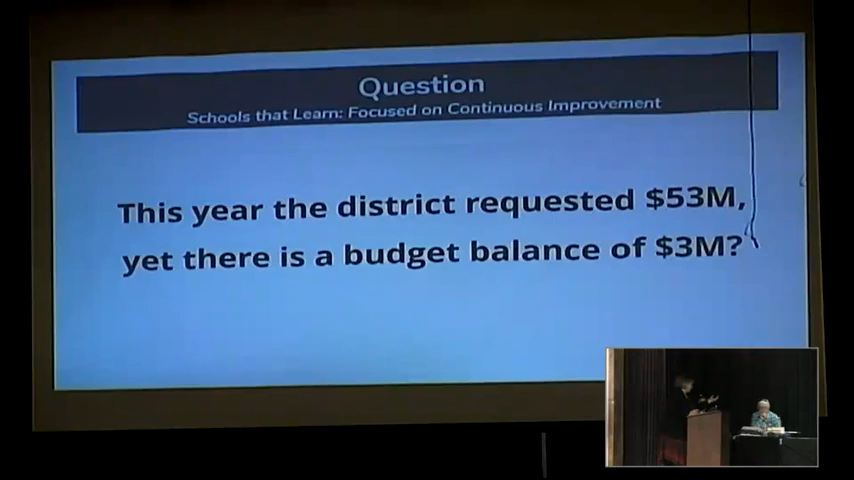 Question
Schools that Learn: Focused on Continuous Improvement
This year the district requested $53M,
yet there is a budget balance of $3M?